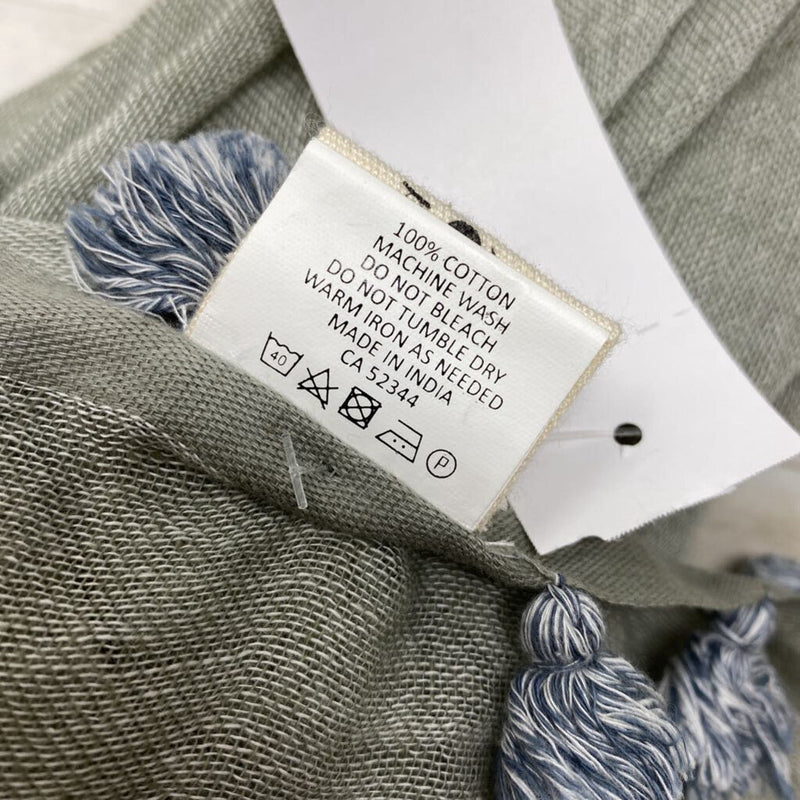 100% COTTON
MACHINE WASH
DO NOT BLEACH
DO NOT TUMBLE DRY
WARM IRON AS NEEDED
MADE IN INDIA
CA 52344
40
P